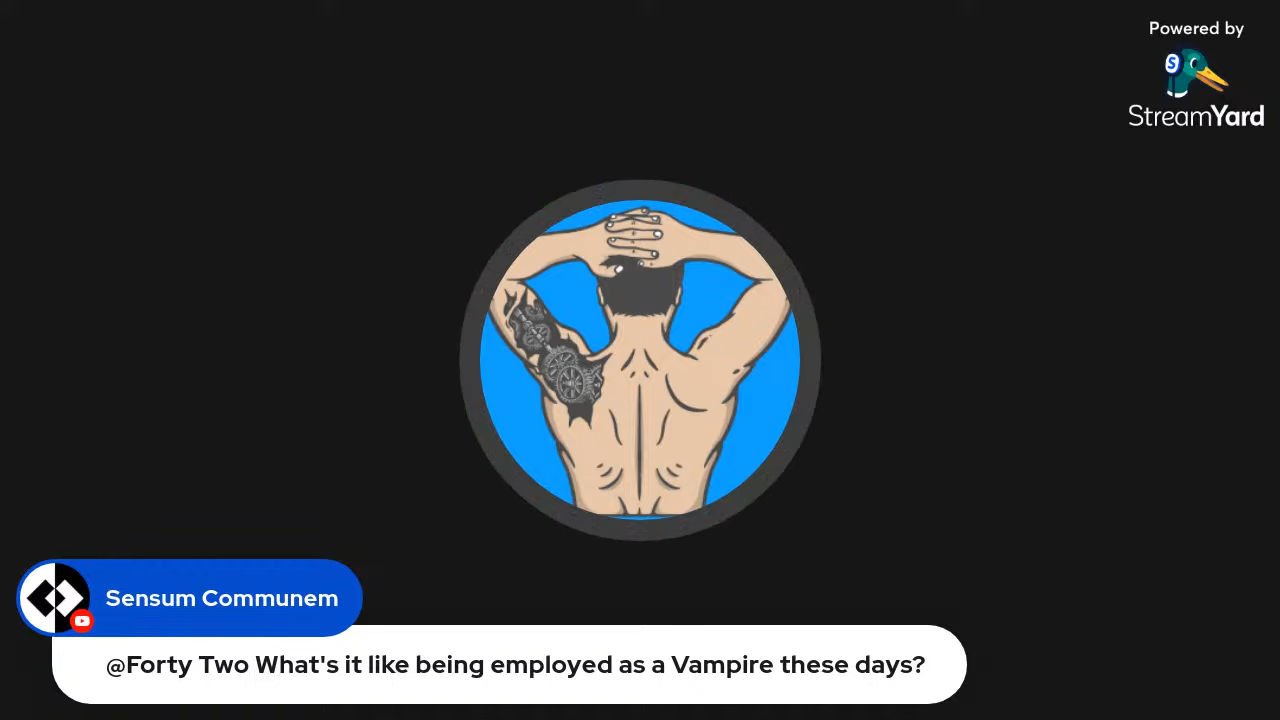 Powered by
S
StreamYard
Sensum Communem
@Forty Two What's it like being employed as a Vampire these days?